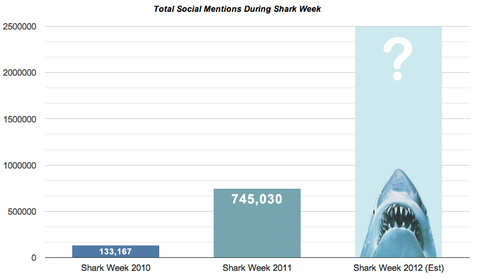 Total Social Mentions During Shark Week
2500000
2000000
1500000
1000000
500000
0
?
745,030
133,167
Shark Week 2010
Shark Week 2011
Shark Week 2012 (Est)